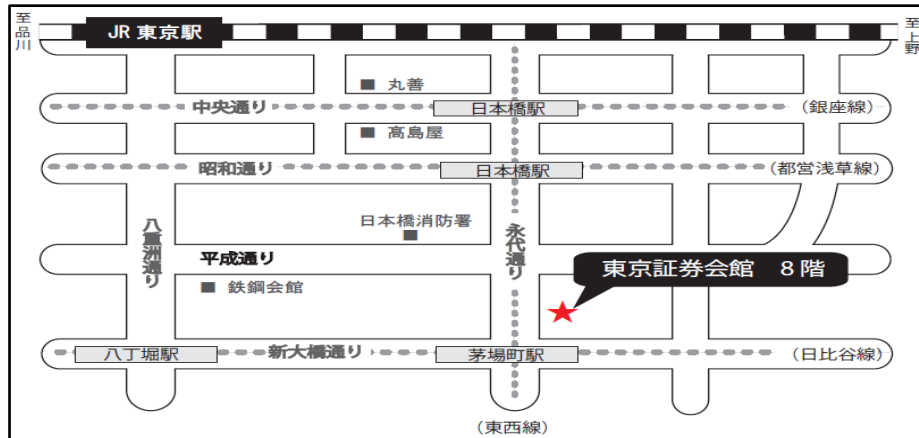 至品川
JR 東京駅
至上野
■ 丸善
中央通り
日本橋駅
（銀座線）
■ 髙島屋
昭和通り
日本橋駅
（都営浅草線）
八重洲通り
日本橋消防署
■
永代通り
平成通り
東京証券会館 8 階
■ 鉄鋼会館
八丁堀駅
新大橋通り
茅場町駅
（日比谷線）
（東西線）